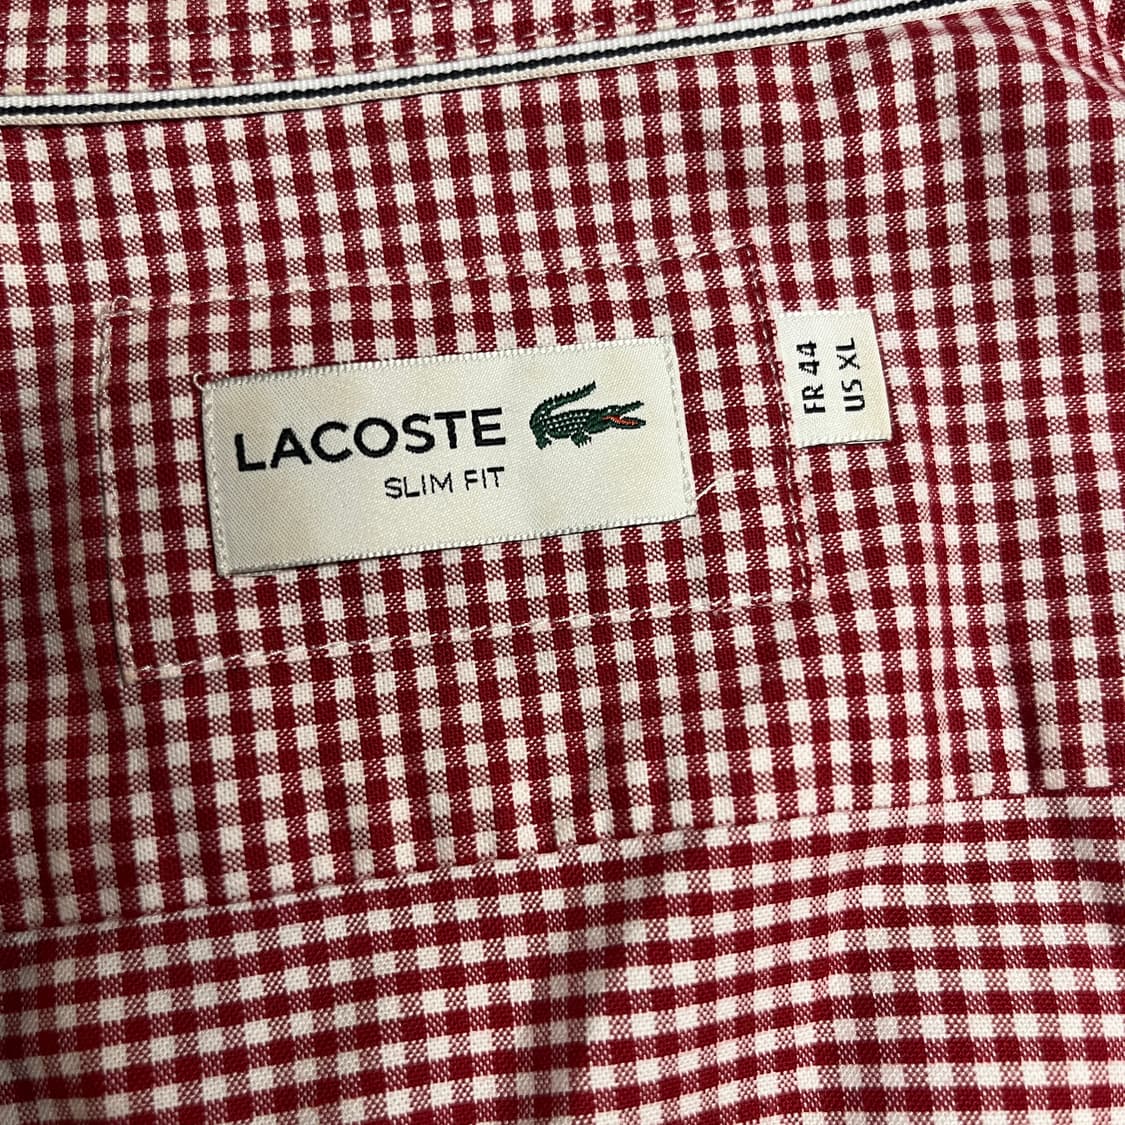 LACOSTE
SLIM FIT
FR 44
US XL